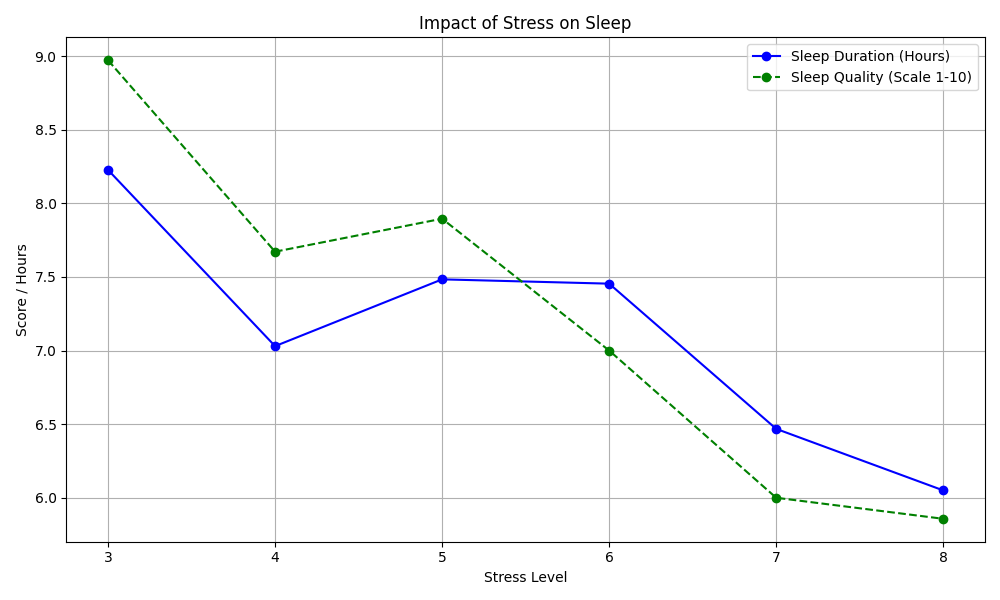 Impact of Stress on Sleep
Sleep Duration (Hours)
Sleep Quality (Scale 1-10)
Score / Hours
9.0
8.5
8.0
7.5
7.0
6.5
6.0
3 4 5 6 7 8
Stress Level